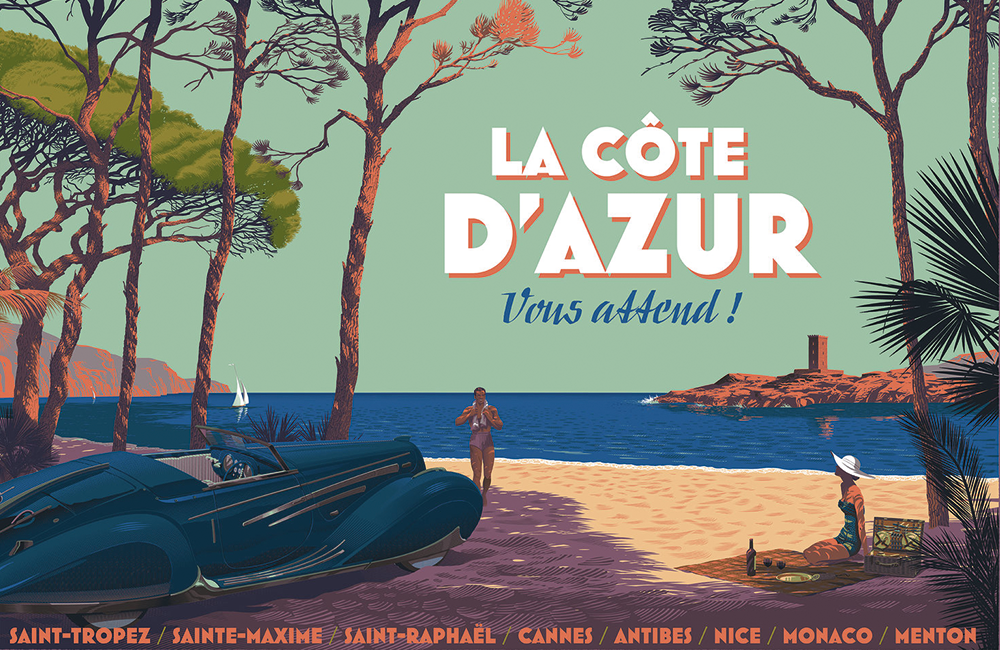 LA CÔTE
D'AZUR
Vous attend !
SAINT-TROPEZ / SAINTE-MAXIME / SAINT-RAPHAËL / CANNES / ANTIBES / NICE / MONACO / MENTON